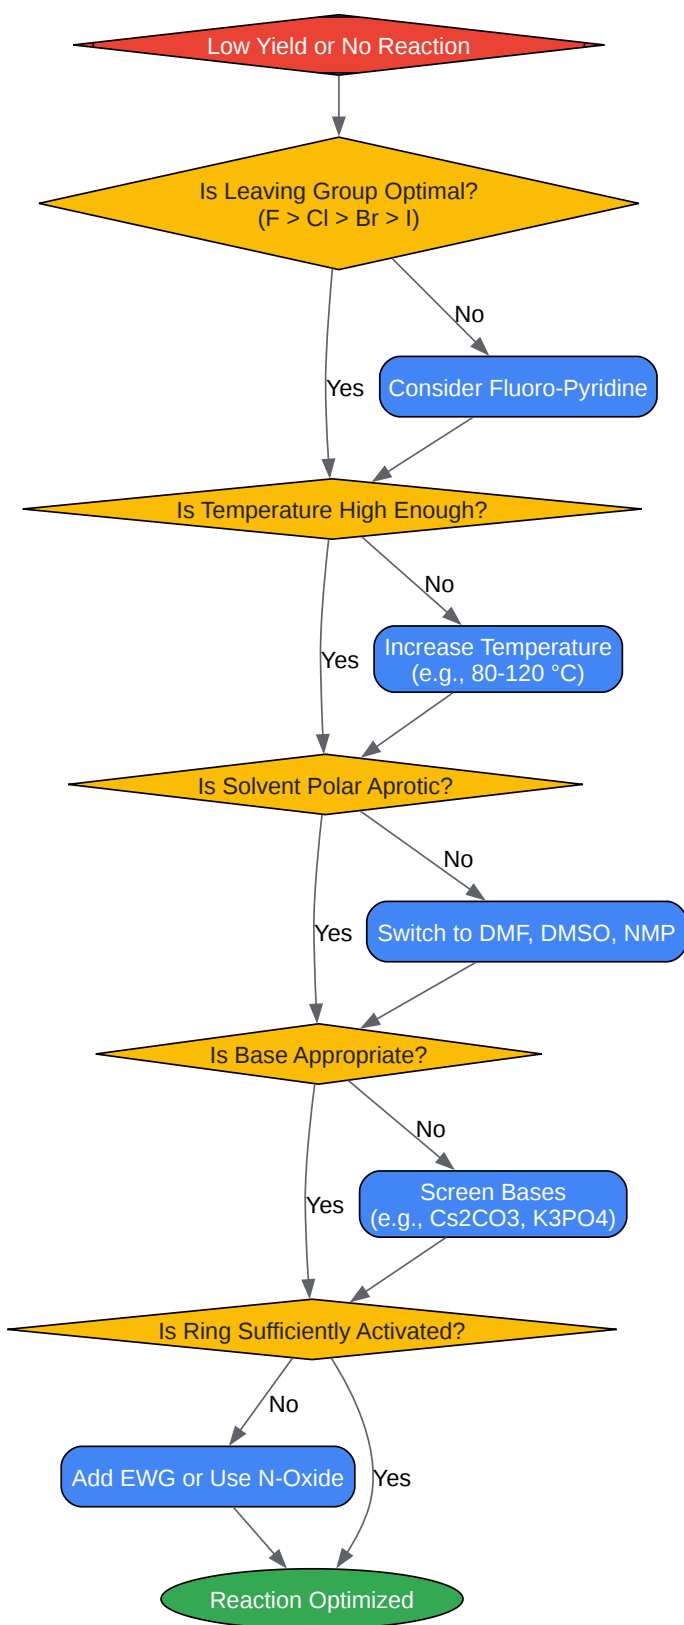 Low Yield or No Reaction
Is Leaving Group Optimal?
(F > Cl > Br > I)
No
Yes
Consider Fluoro-Pyridine
Is Temperature High Enough?
No
Yes
Increase Temperature
(e.g., 80-120 °C)
Is Solvent Polar Aprotic?
No
Yes
Switch to DMF, DMSO, NMP
Is Base Appropriate?
No
Yes
Screen Bases
(e.g., Cs2CO3, K3PO4)
Is Ring Sufficiently Activated?
No
Add EWG or Use N-Oxide
Yes
Reaction Optimized